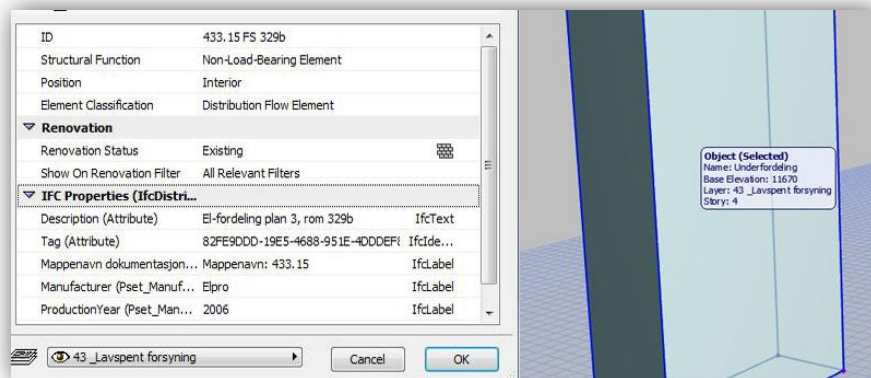 ID 433.15 FS 329b
Structural Function Non-Load-Bearing Element
Position Interior
Element Classification Distribution Flow Element
Renovation
Renovation Status Existing
Show On Renovation Filter All Relevant Filters
IFC Properties (IfcDistri...
Description (Attribute) El-fordeling plan 3, rom 329b IfcText
Tag (Attribute) 82FE9DDD-19E5-4688-951E-4DDDEF8 IfcIde...
Mappenavn dokumentasjon... Mappenavn: 433.15 IfcLabel
Manufacturer (Pset_Manuf... Elpro IfcLabel
ProductionYear (Pset_Man... 2006 IfcLabel
43 _Lavspent forsyning
Cancel OK
Object (Selected)
Name: Underfordeling
Base Elevation: 11670
Layer: 43 _Lavspent forsyning
Story: 4